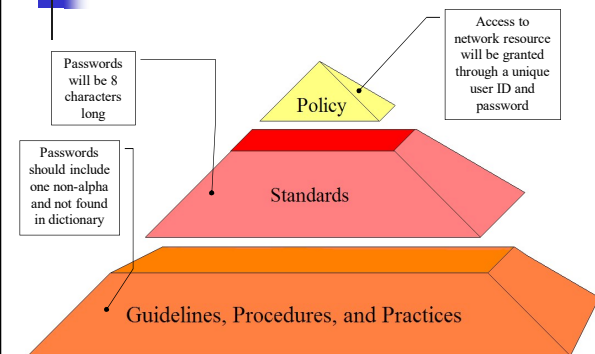 Access to
network resource
will be granted
through a unique
user ID and
password
Passwords
will be 8
characters
long
Policy
Passwords
should include
one non-alpha
and not found
in dictionary
Standards
Guidelines, Procedures, and Practices